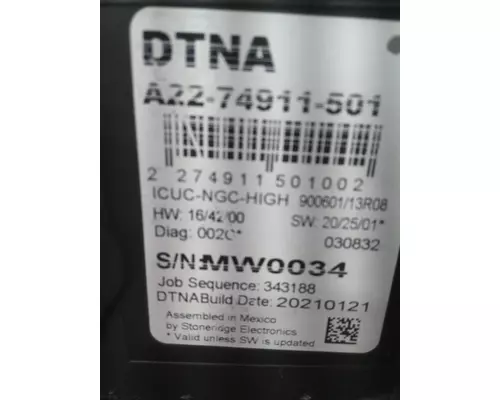 DTNA
A22-74911-501
2 274911 501002
ICUC-NGC-HIGH 900601/13R08
HW: 16/42/00 SW: 20/25/01*
Diag: 0020* 030832
S/N:MW0034
Job Sequence: 343188
DTNABuild Date: 20210121
Assembled in Mexico
by Stoneridge Electronics
* Valid unless SW is updated